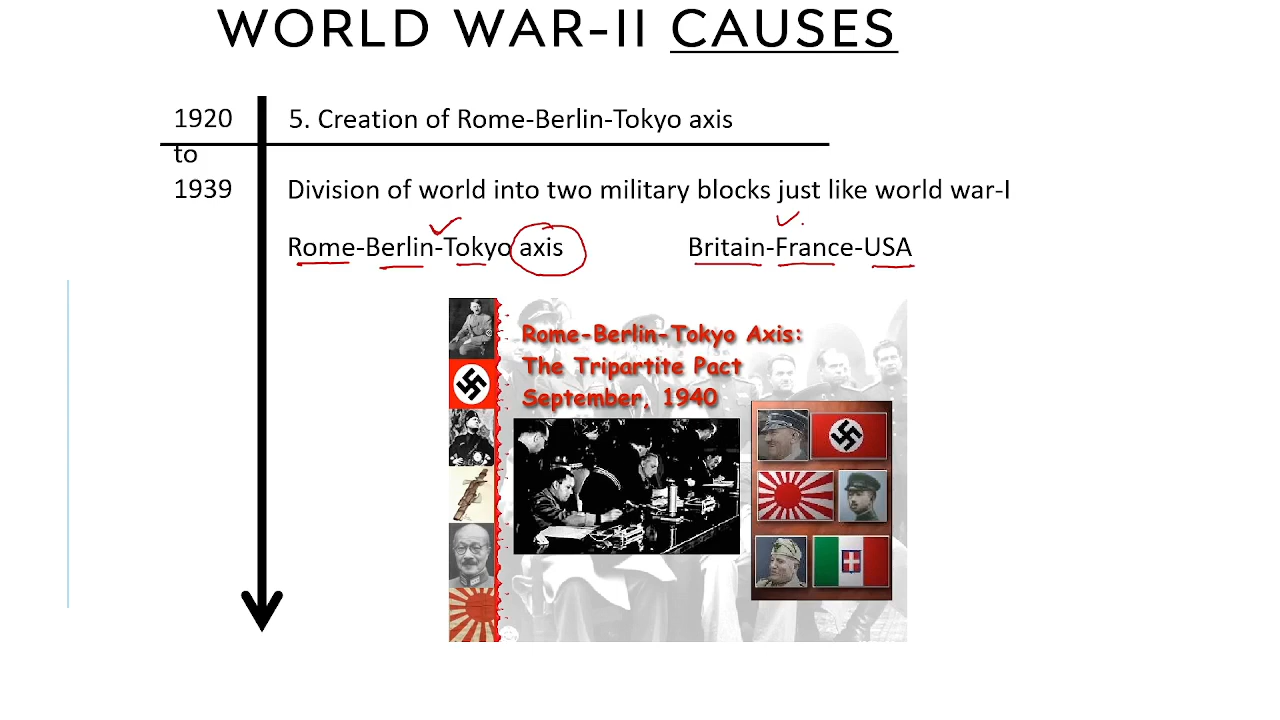 WORLD WAR-II CAUSES
1920
to
1939
5. Creation of Rome-Berlin-Tokyo axis
Division of world into two military blocks just like world war-I
Rome-Berlin-Tokyo axis
Britain-France-USA
Rome-Berlin-Tokyo Axis:
The Tripartite Pact
September, 1940